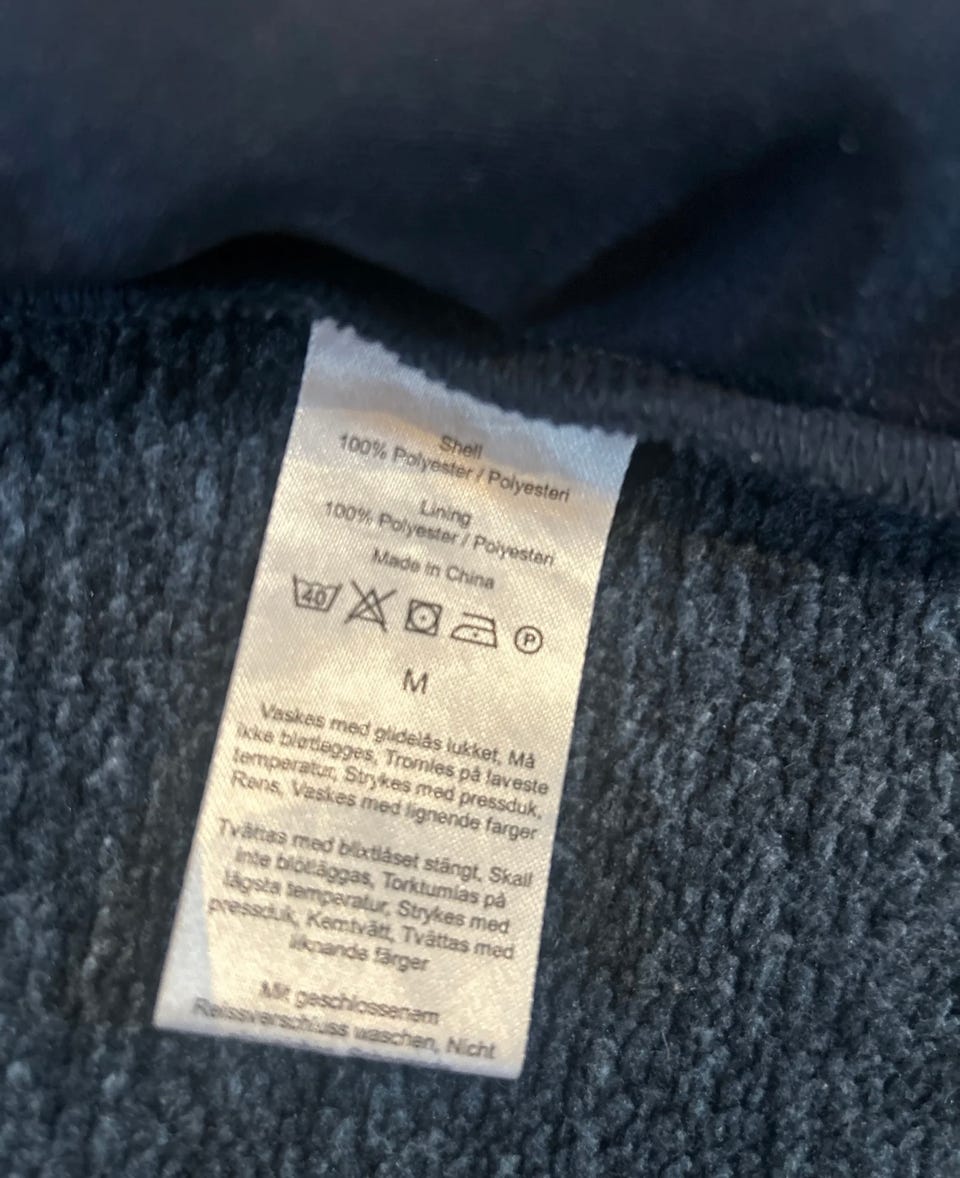 Shell
100% Polyester / Polyesteri
Lining
100% Polyester / Polyesteri
Made in China
40 P
M
Vaskes med glidelås lukket, Må
ikke bløtlegges, Tromles på laveste
temperatur, Strykes med pressduk,
Rens, Vaskes med lignende farger
Tvättas med blixtlåset stängt, Skall
inte blötläggas, Torktumlas på
lägsta temperatur, Strykes med
pressduk, Kemtvätt, Tvättas med
liknande färger
Mit geschlossenem
Reissverschluss waschen, Nicht